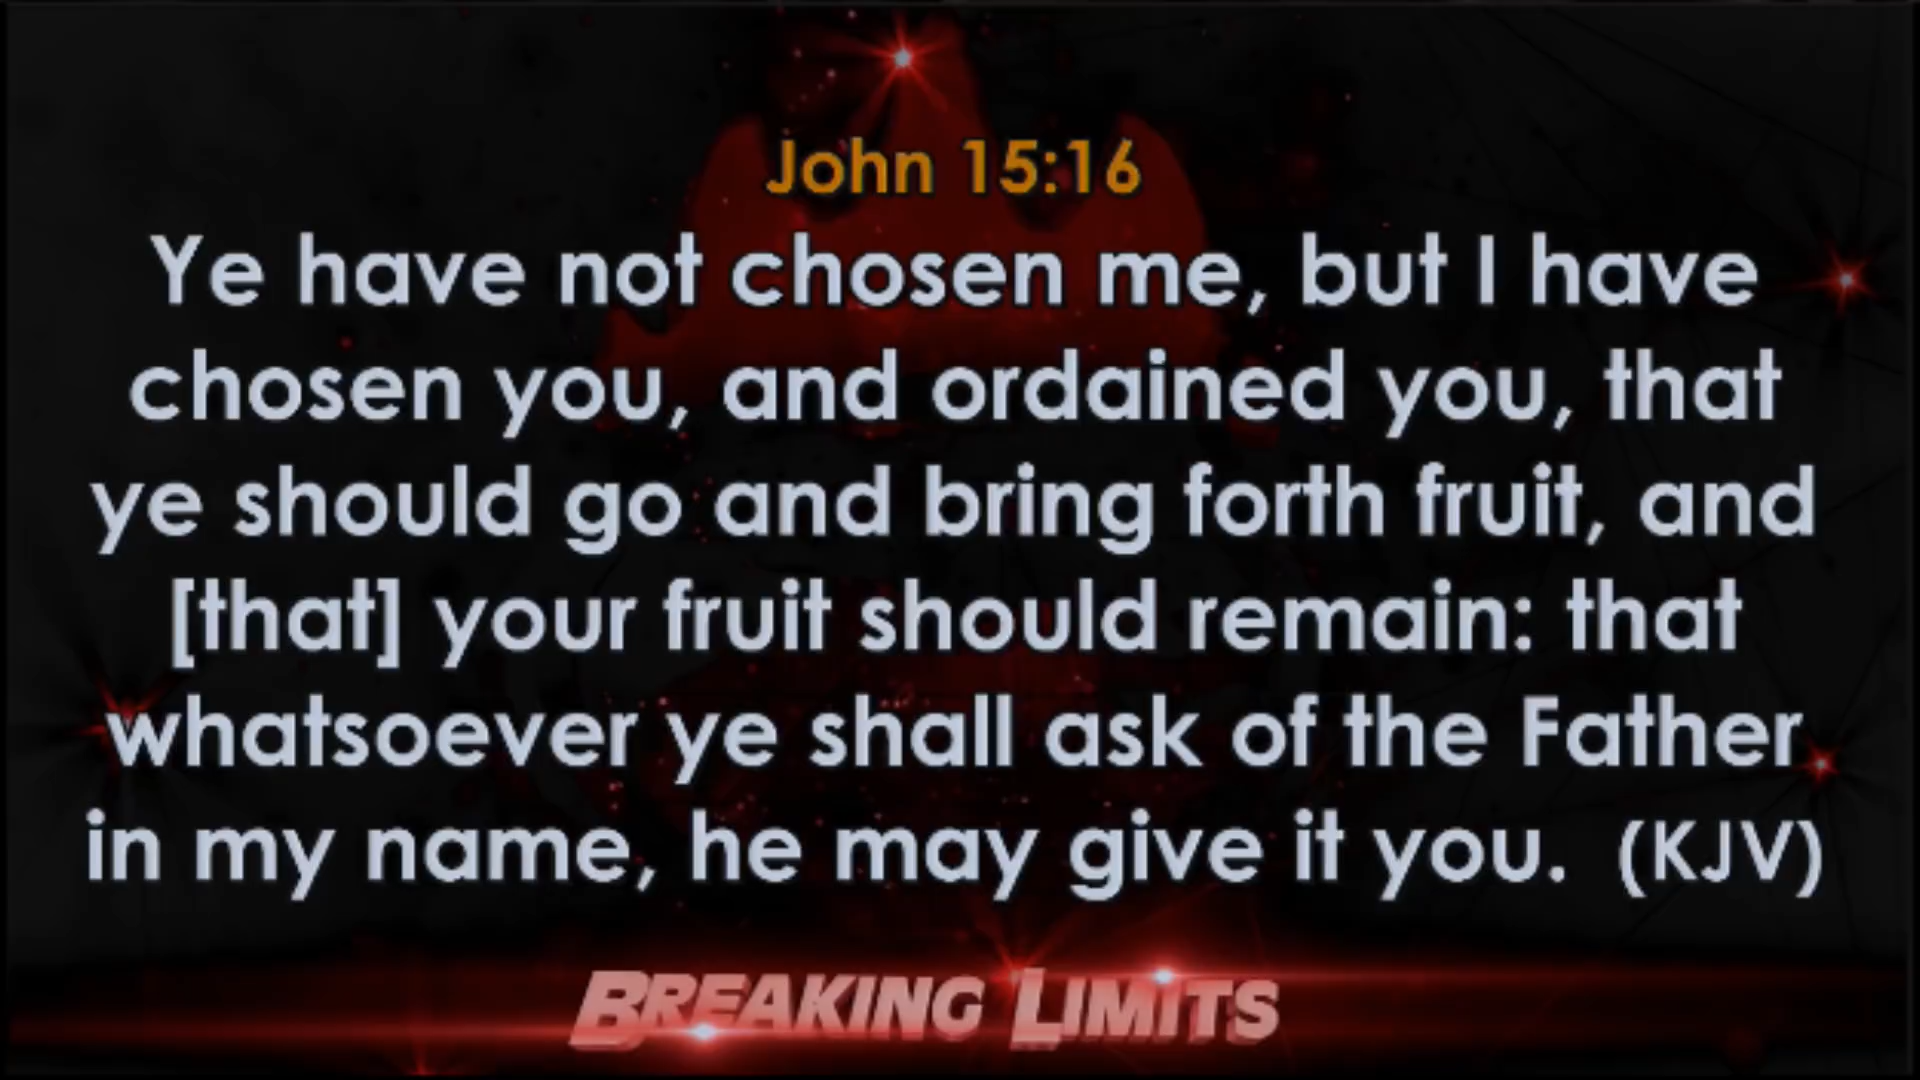 John 15:16
Ye have not chosen me, but I have
chosen you, and ordained you, that
ye should go and bring forth fruit, and
[that] your fruit should remain: that
whatsoever ye shall ask of the Father
in my name, he may give it you. (KJV)
BREAKING LIMITS